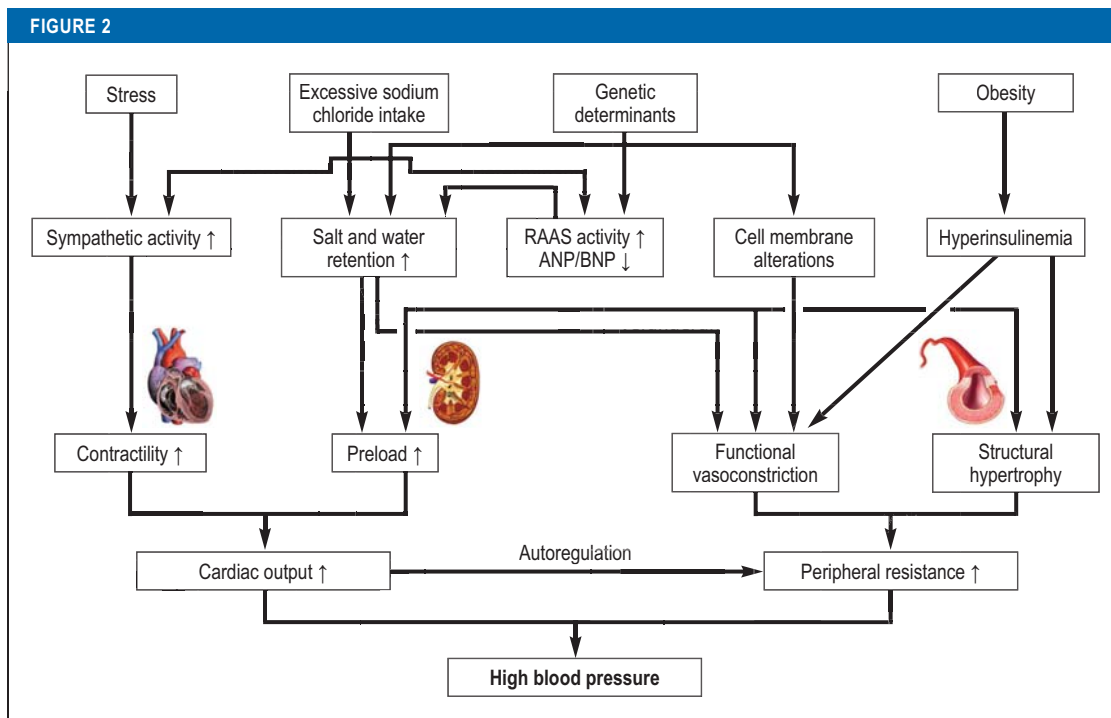 FIGURE 2
Stress
Excessive sodium
chloride intake
Genetic
determinants
Obesity
Sympathetic activity ↑
Salt and water
retention ↑
RAAS activity ↑
ANP/BNP ↓
Cell membrane
alterations
Hyperinsulinemia
Contractility ↑
Preload ↑
Functional
vasoconstriction
Structural
hypertrophy
Cardiac output ↑
Autoregulation
Peripheral resistance ↑
High blood pressure